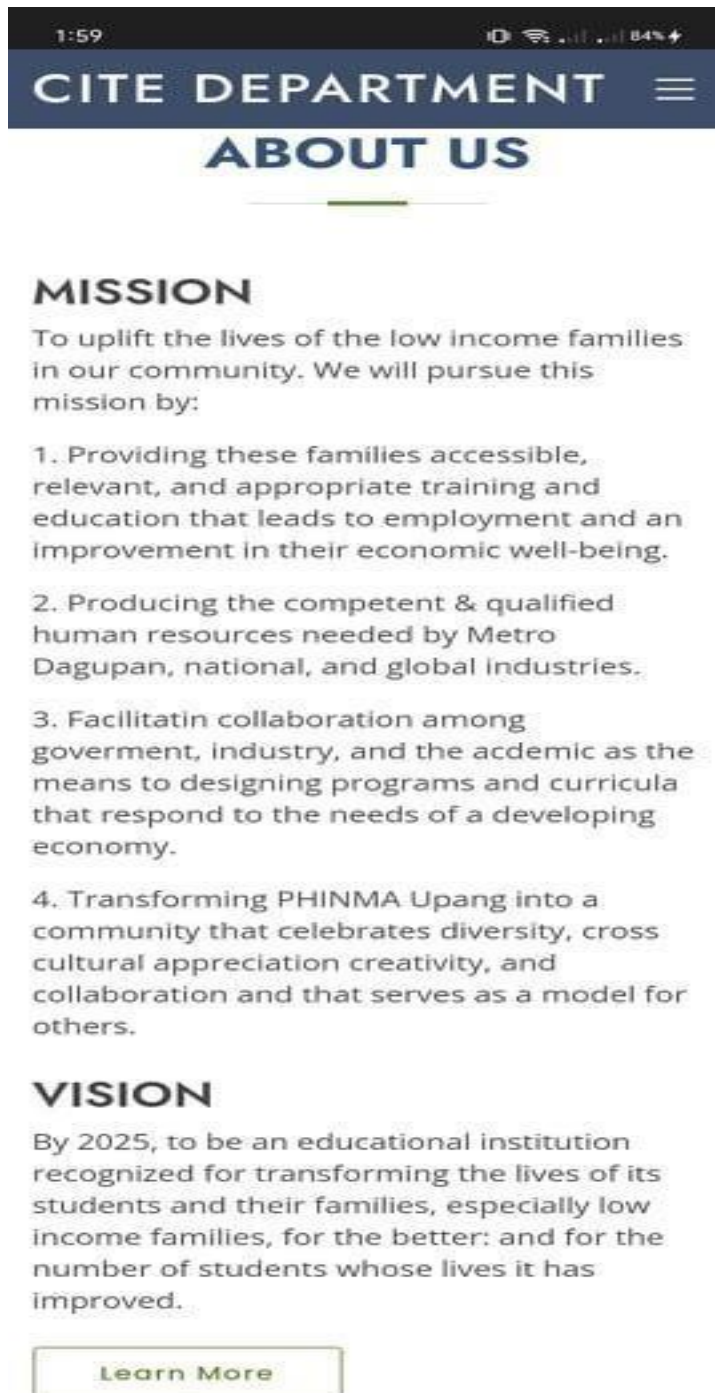 1:59
84%
CITE DEPARTMENT
ABOUT US
MISSION
To uplift the lives of the low income families
in our community. We will pursue this
mission by:
1. Providing these families accessible,
relevant, and appropriate training and
education that leads to employment and an
improvement in their economic well-being.
2. Producing the competent & qualified
human resources needed by Metro
Dagupan, national, and global industries.
3. Facilitatin collaboration among
goverment, industry, and the acdemic as the
means to designing programs and curricula
that respond to the needs of a developing
economy.
4. Transforming PHINMA Upang into a
community that celebrates diversity, cross
cultural appreciation creativity, and
collaboration and that serves as a model for
others.
VISION
By 2025, to be an educational institution
recognized for transforming the lives of its
students and their families, especially low
income families, for the better: and for the
number of students whose lives it has
improved.
Learn More